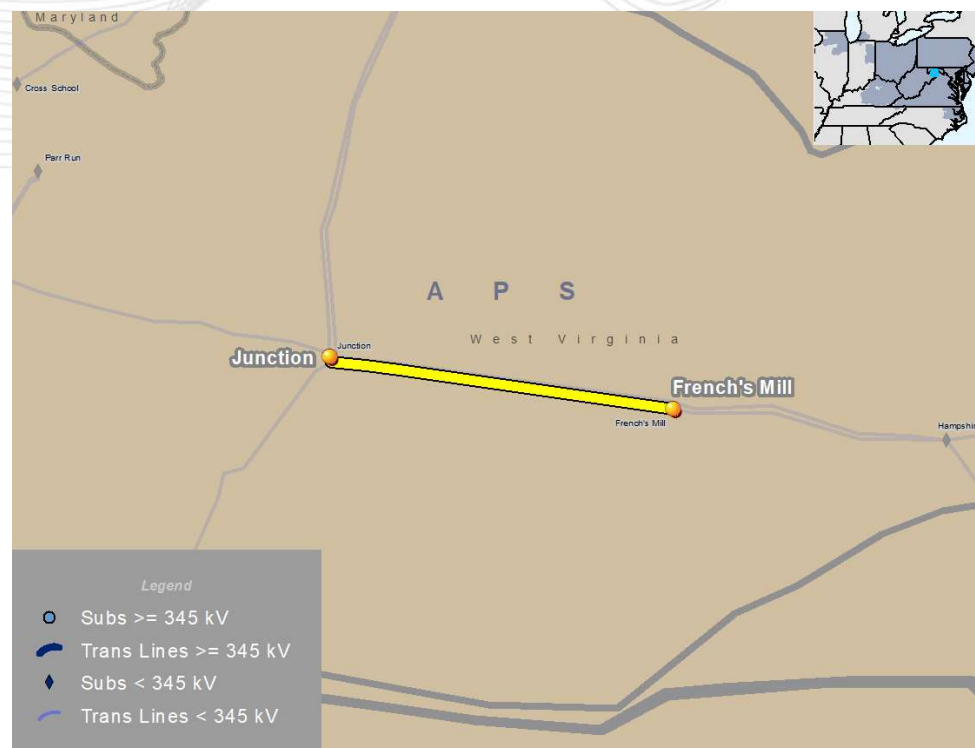 Maryland
Cross School
Parr Run
A P S
West Virginia
Junction
Junction
French's Mill
French's Mill
Hampshir
Legend
Subs >= 345 kV
Trans Lines >= 345 kV
Subs < 345 kV
Trans Lines < 345 kV